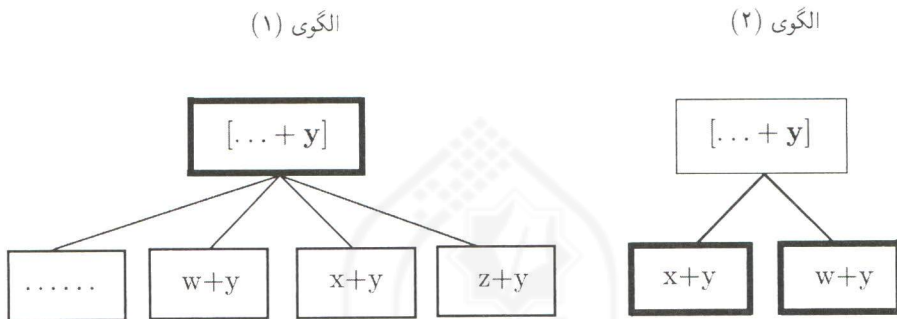 الگوی (۱)
[... + y]
...... w+y x+y z+y
الگوی (۲)
[... + y]
x+y w+y